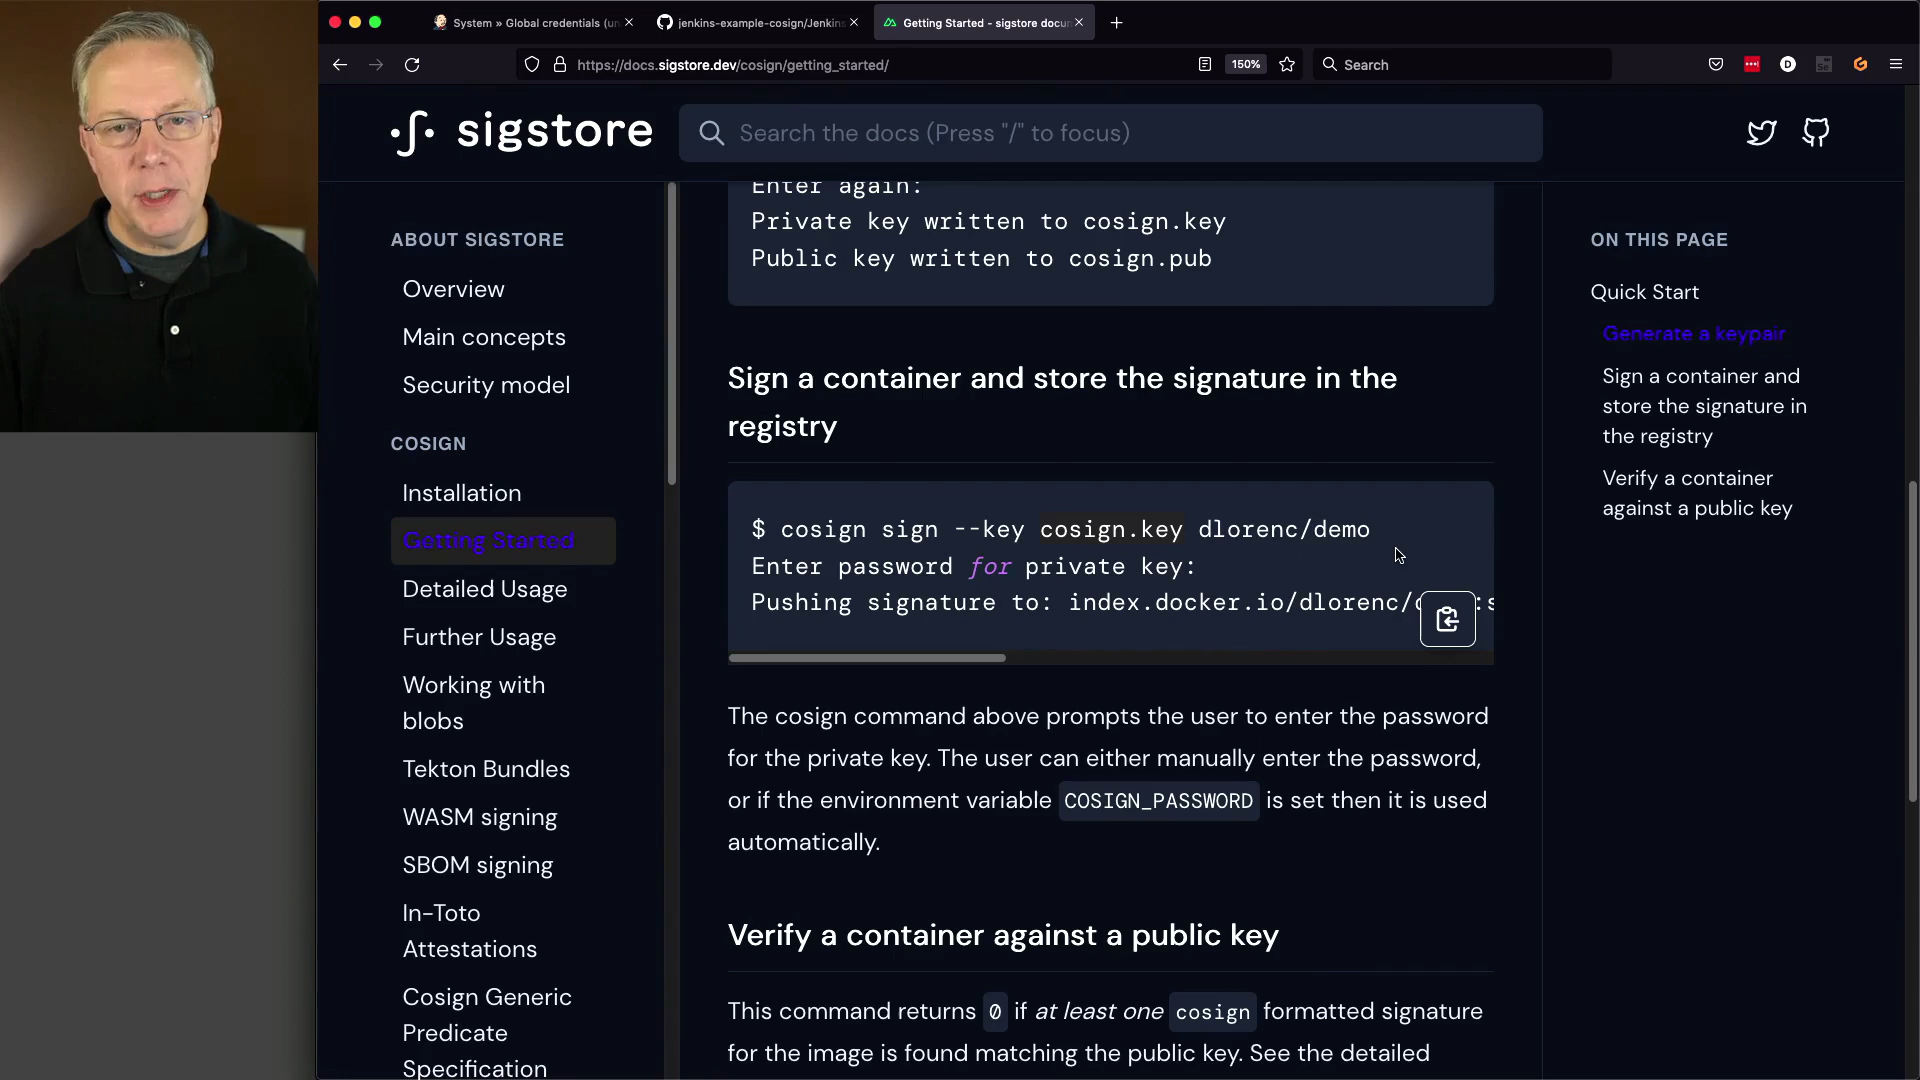 System » Global credentials (un
jenkins-example-cosign/Jenkins
Getting Started - sigstore docu
https://docs.sigstore.dev/cosign/getting_started/
150%
Search
sigstore
Search the docs (Press "/" to focus)
ABOUT SIGSTORE
Overview
Main concepts
Security model
COSIGN
Installation
Getting Started
Detailed Usage
Further Usage
Working with
blobs
Tekton Bundles
WASM signing
SBOM signing
In-Toto
Attestations
Cosign Generic
Predicate
Specification
Enter again:
Private key written to cosign.key
Public key written to cosign.pub
Sign a container and store the signature in the
registry
$ cosign sign --key cosign.key dlorenc/demo
Enter password for private key:
Pushing signature to: index.docker.io/dlorenc/
The cosign command above prompts the user to enter the password
for the private key. The user can either manually enter the password,
or if the environment variable COSIGN_PASSWORD is set then it is used
automatically.
Verify a container against a public key
This command returns 0 if at least one cosign formatted signature
for the image is found matching the public key. See the detailed
ON THIS PAGE
Quick Start
Generate a keypair
Sign a container and
store the signature in
the registry
Verify a container
against a public key